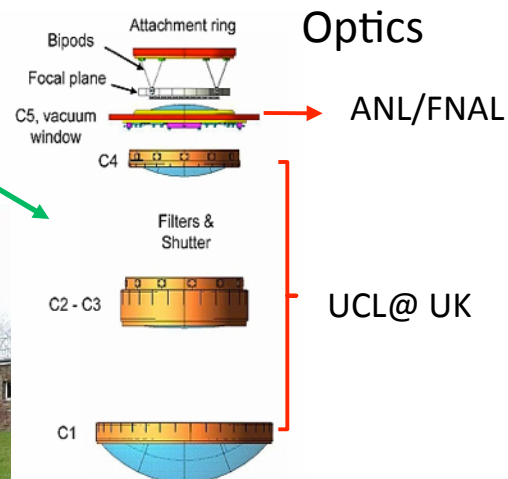 Optics
Attachment ring
Bipods
Focal plane
C5, vacuum
window
ANL/FNAL
C4
Filters &
Shutter
C2 - C3
UCL@ UK
C1